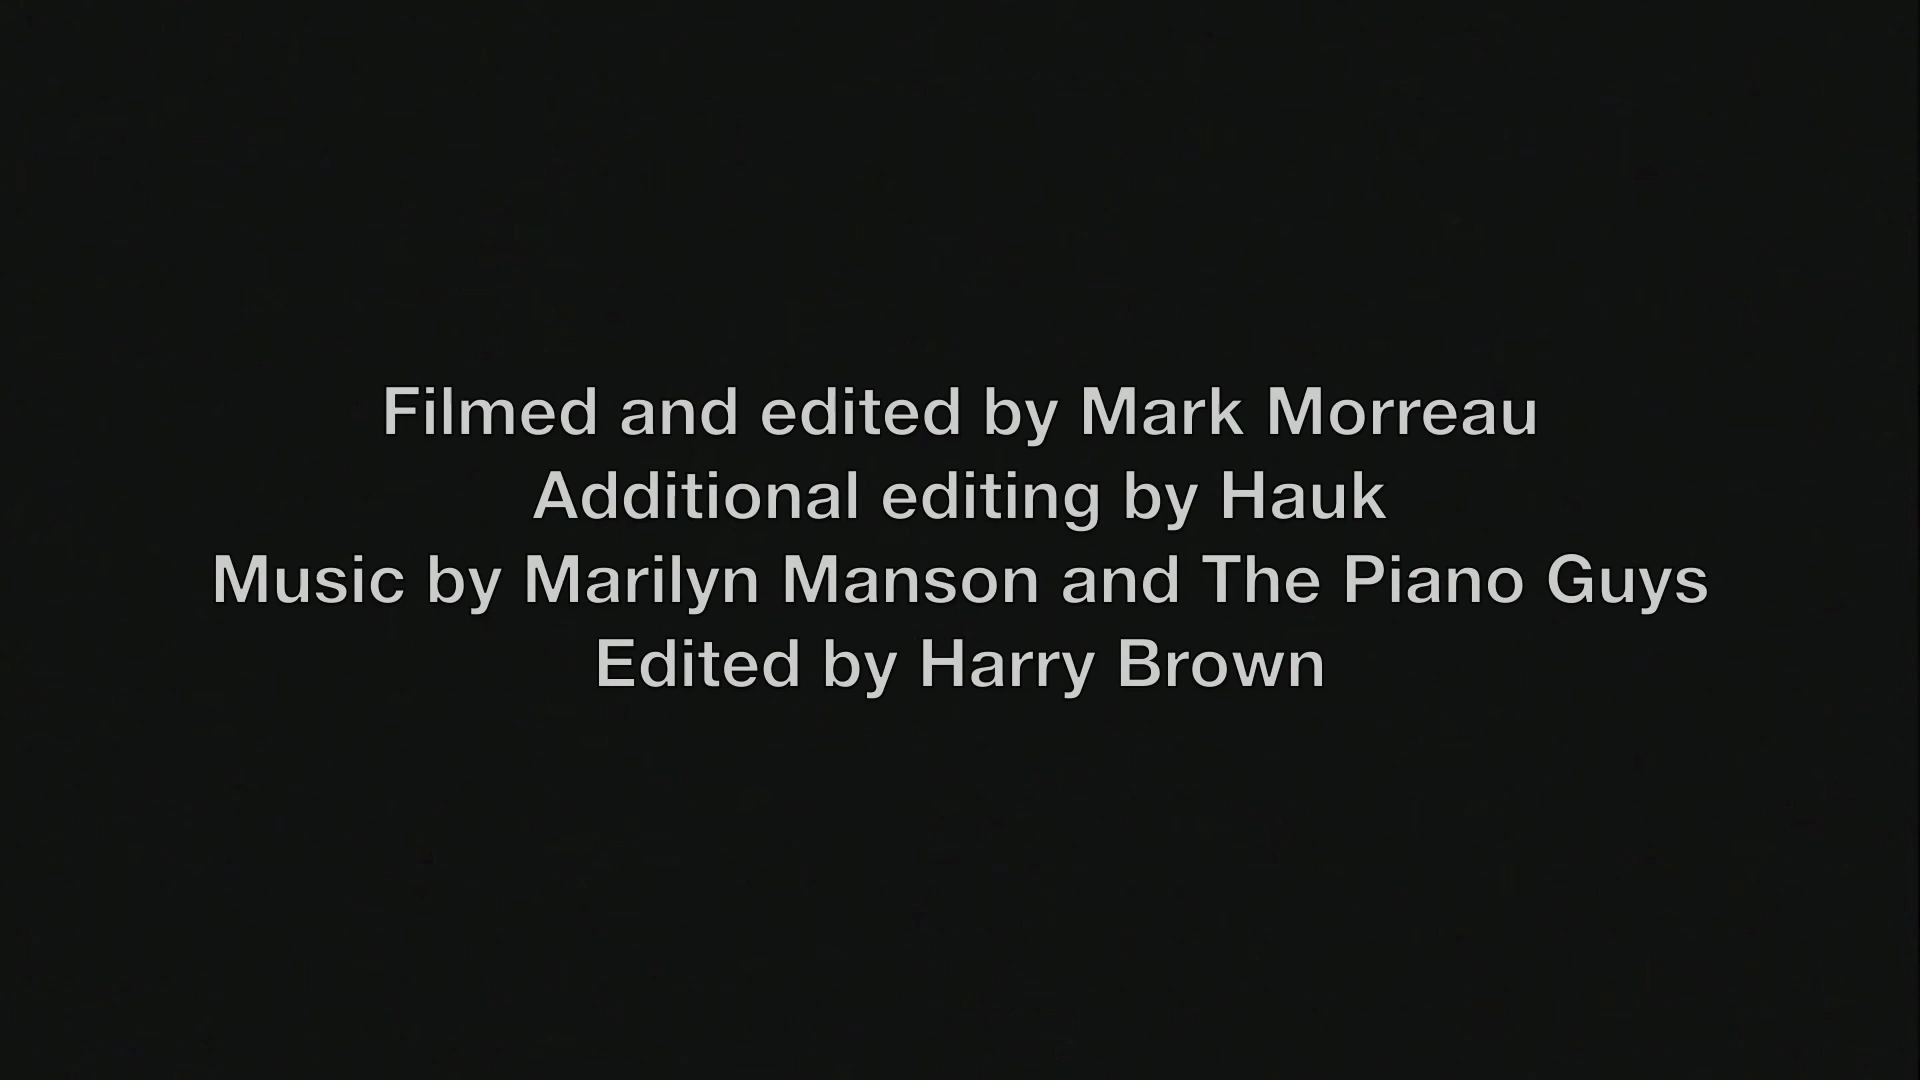 Filmed and edited by Mark Morreau
Additional editing by Hauk
Music by Marilyn Manson and The Piano Guys
Edited by Harry Brown